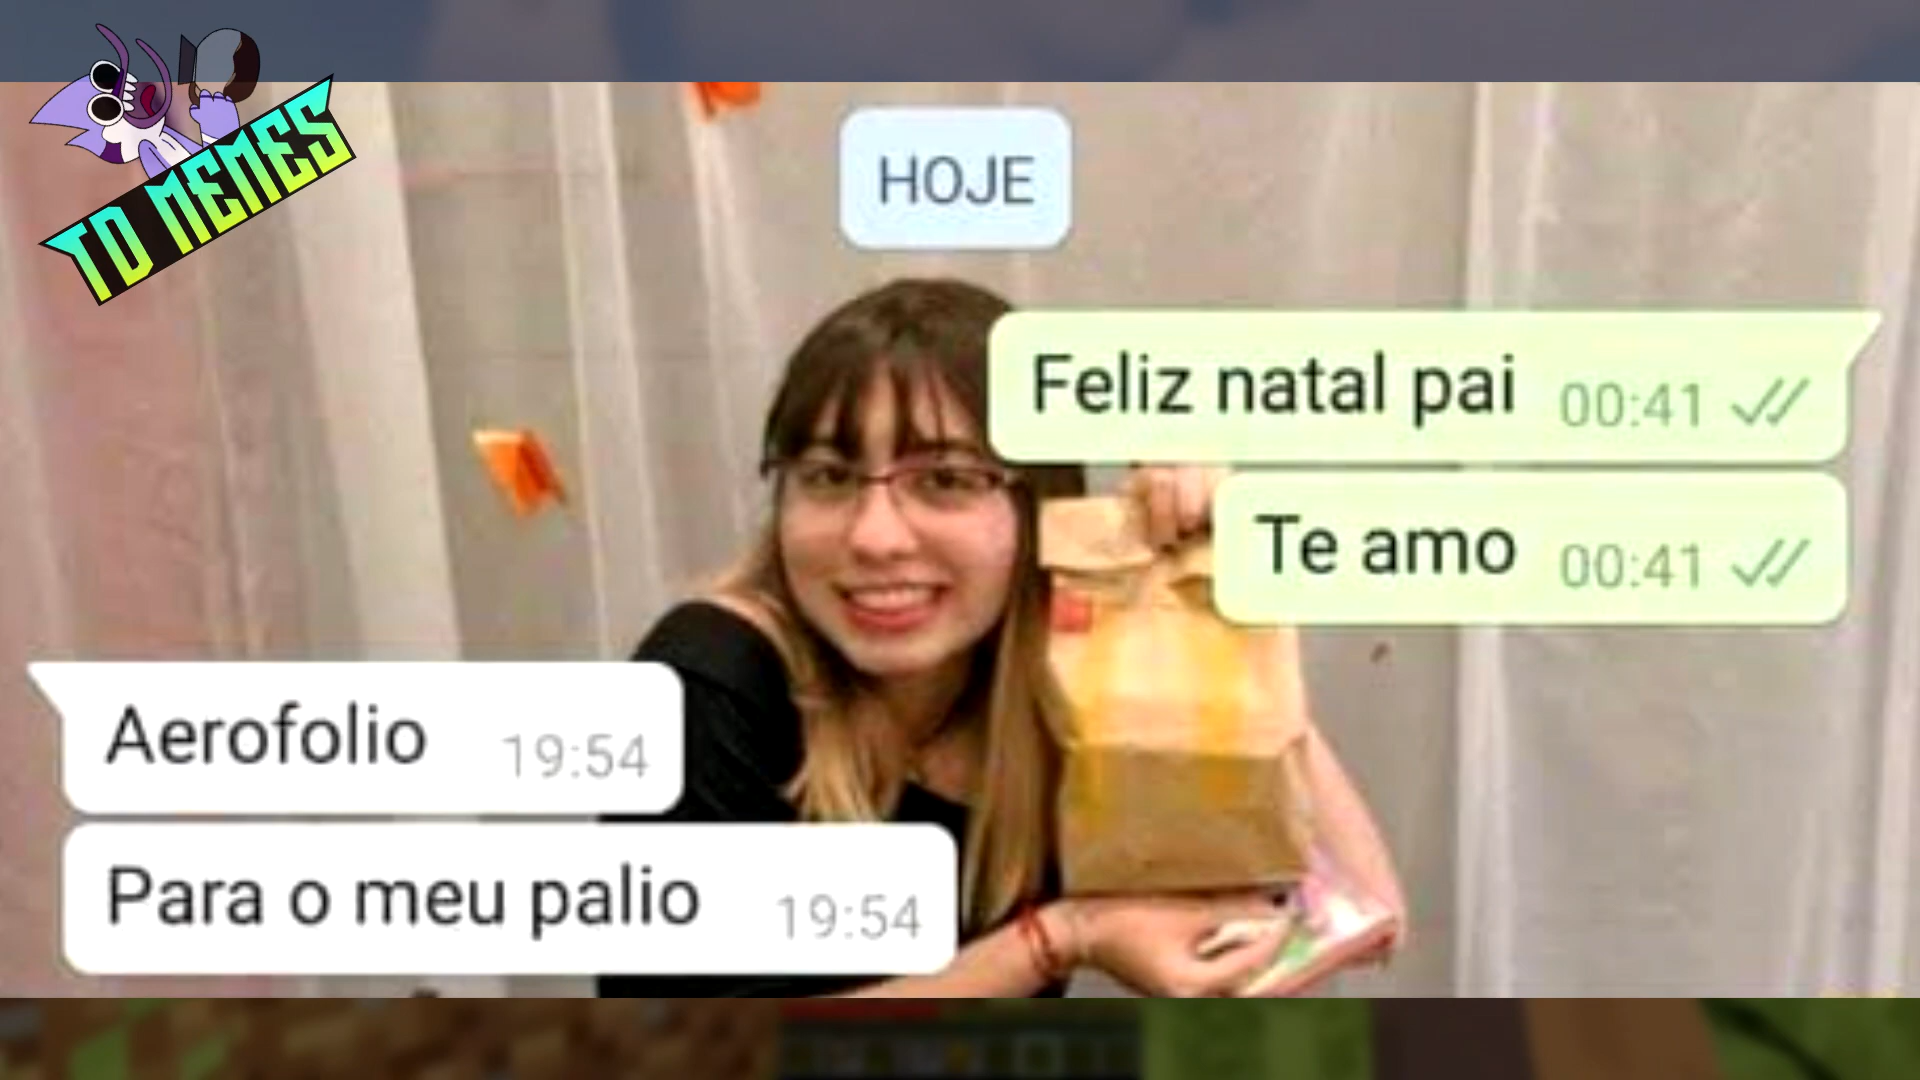 TD MEMES
HOJE
Feliz natal pai 00:41
Te amo 00:41
Aerofolio 19:54
Para o meu palio 19:54